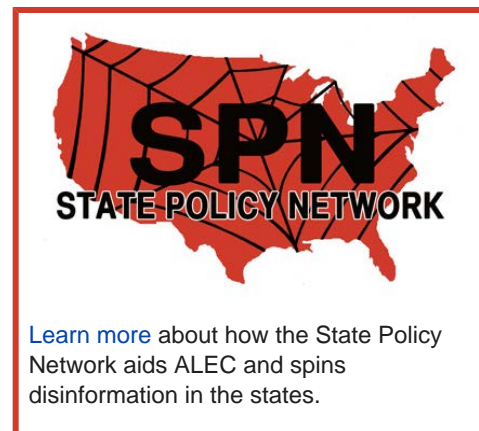 SPN
STATE POLICY NETWORK
Learn more about how the State Policy
Network aids ALEC and spins
disinformation in the states.